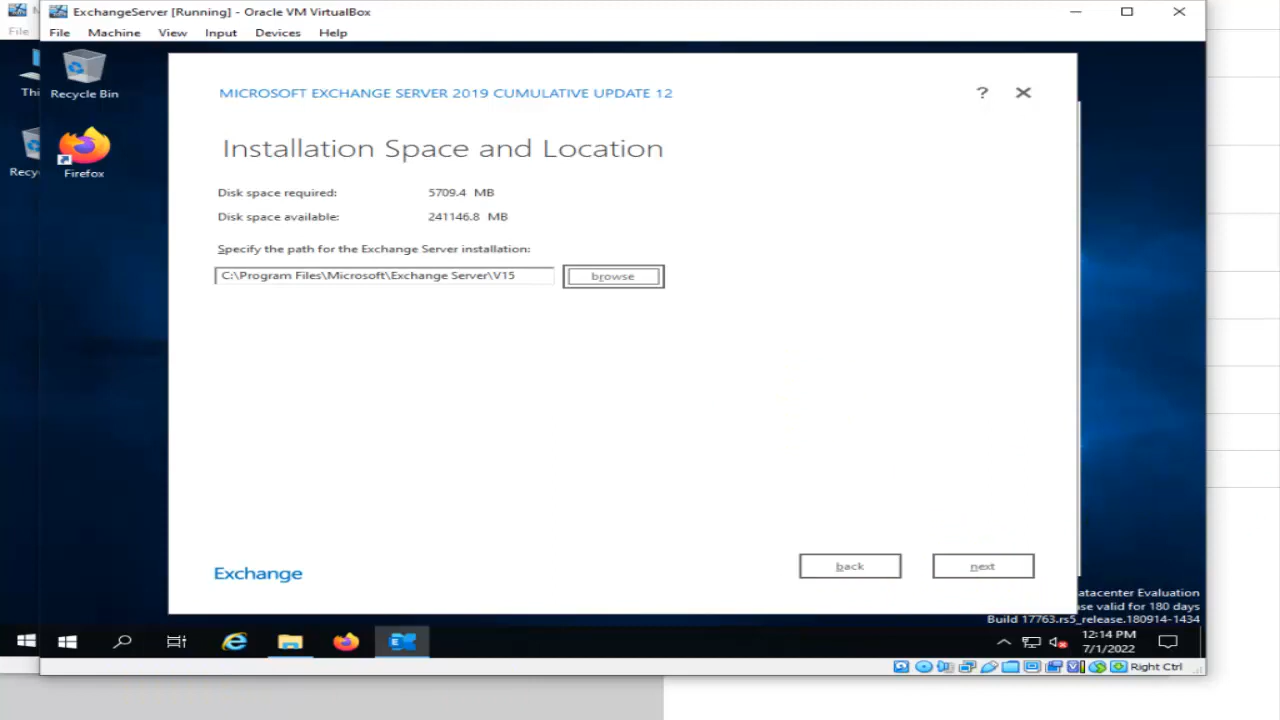 ExchangeServer [Running] - Oracle VM VirtualBox
File
File Machine View Input Devices Help
Recycle Bin
Firefox
MICROSOFT EXCHANGE SERVER 2019 CUMULATIVE UPDATE 12
? ✕
Installation Space and Location
Disk space required: 5709.4 MB
Disk space available: 241146.8 MB
Specify the path for the Exchange Server installation:
C:\Program Files\Microsoft\Exchange Server\V15
browse
Exchange
back
next
atacenter Evaluation
se valid for 180 days
Build 17763.rs5_release.180914-1434
12:14 PM
7/1/2022
Right Ctrl